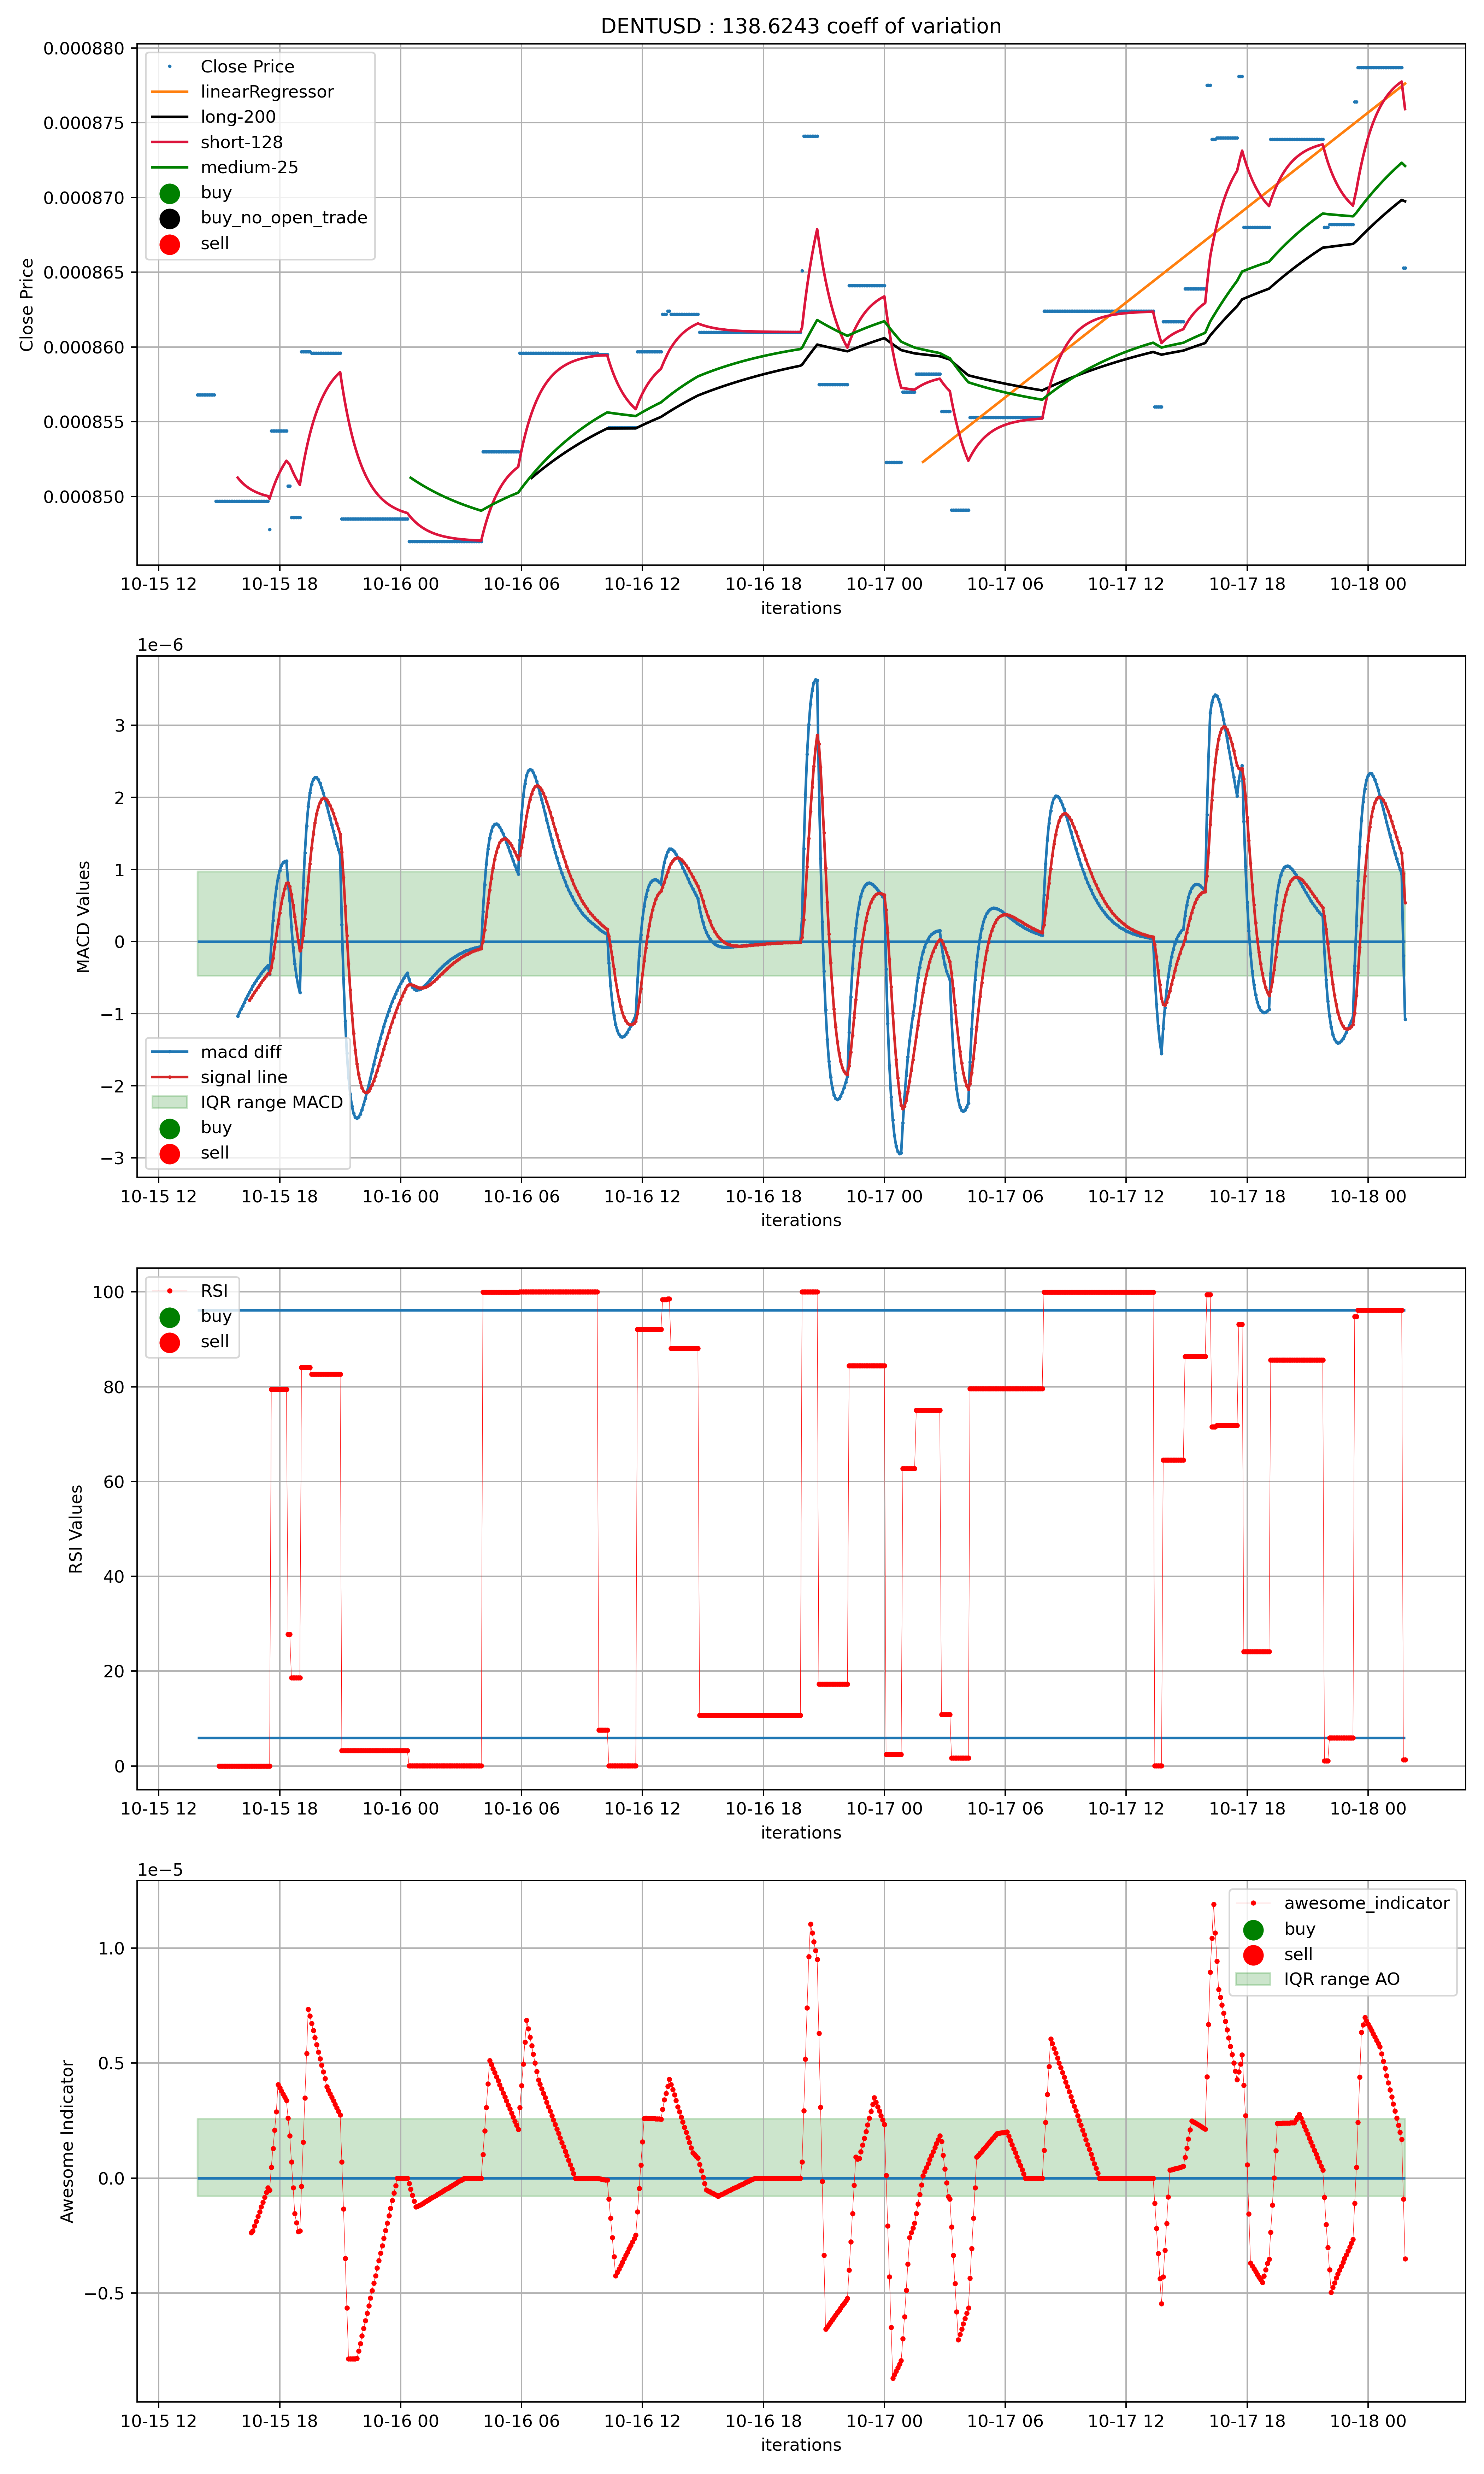 DENTUSD : 138.6243 coeff of variation
0.000880
0.000875
0.000870
0.000865
0.000860
0.000855
0.000850
Close Price
Close Price
linearRegressor
long-200
short-128
medium-25
buy
buy_no_open_trade
sell
10-15 12 10-15 18 10-16 00 10-16 06 10-16 12 10-16 18 10-17 00 10-17 06 10-17 12 10-17 18 10-18 00
iterations
1e−6
3
2
1
0
−1
−2
−3
MACD Values
macd diff
signal line
IQR range MACD
buy
sell
10-15 12 10-15 18 10-16 00 10-16 06 10-16 12 10-16 18 10-17 00 10-17 06 10-17 12 10-17 18 10-18 00
iterations
100
80
60
40
20
0
RSI Values
RSI
buy
sell
10-15 12 10-15 18 10-16 00 10-16 06 10-16 12 10-16 18 10-17 00 10-17 06 10-17 12 10-17 18 10-18 00
iterations
1e−5
1.0
0.5
0.0
−0.5
Awesome Indicator
awesome_indicator
buy
sell
IQR range AO
10-15 12 10-15 18 10-16 00 10-16 06 10-16 12 10-16 18 10-17 00 10-17 06 10-17 12 10-17 18 10-18 00
iterations